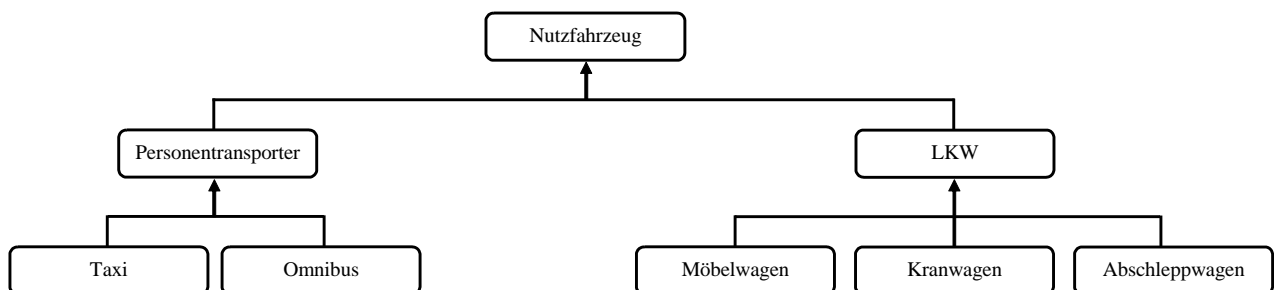 Nutzfahrzeug
Personentransporter
LKW
Taxi
Omnibus
Möbelwagen
Kranwagen
Abschleppwagen